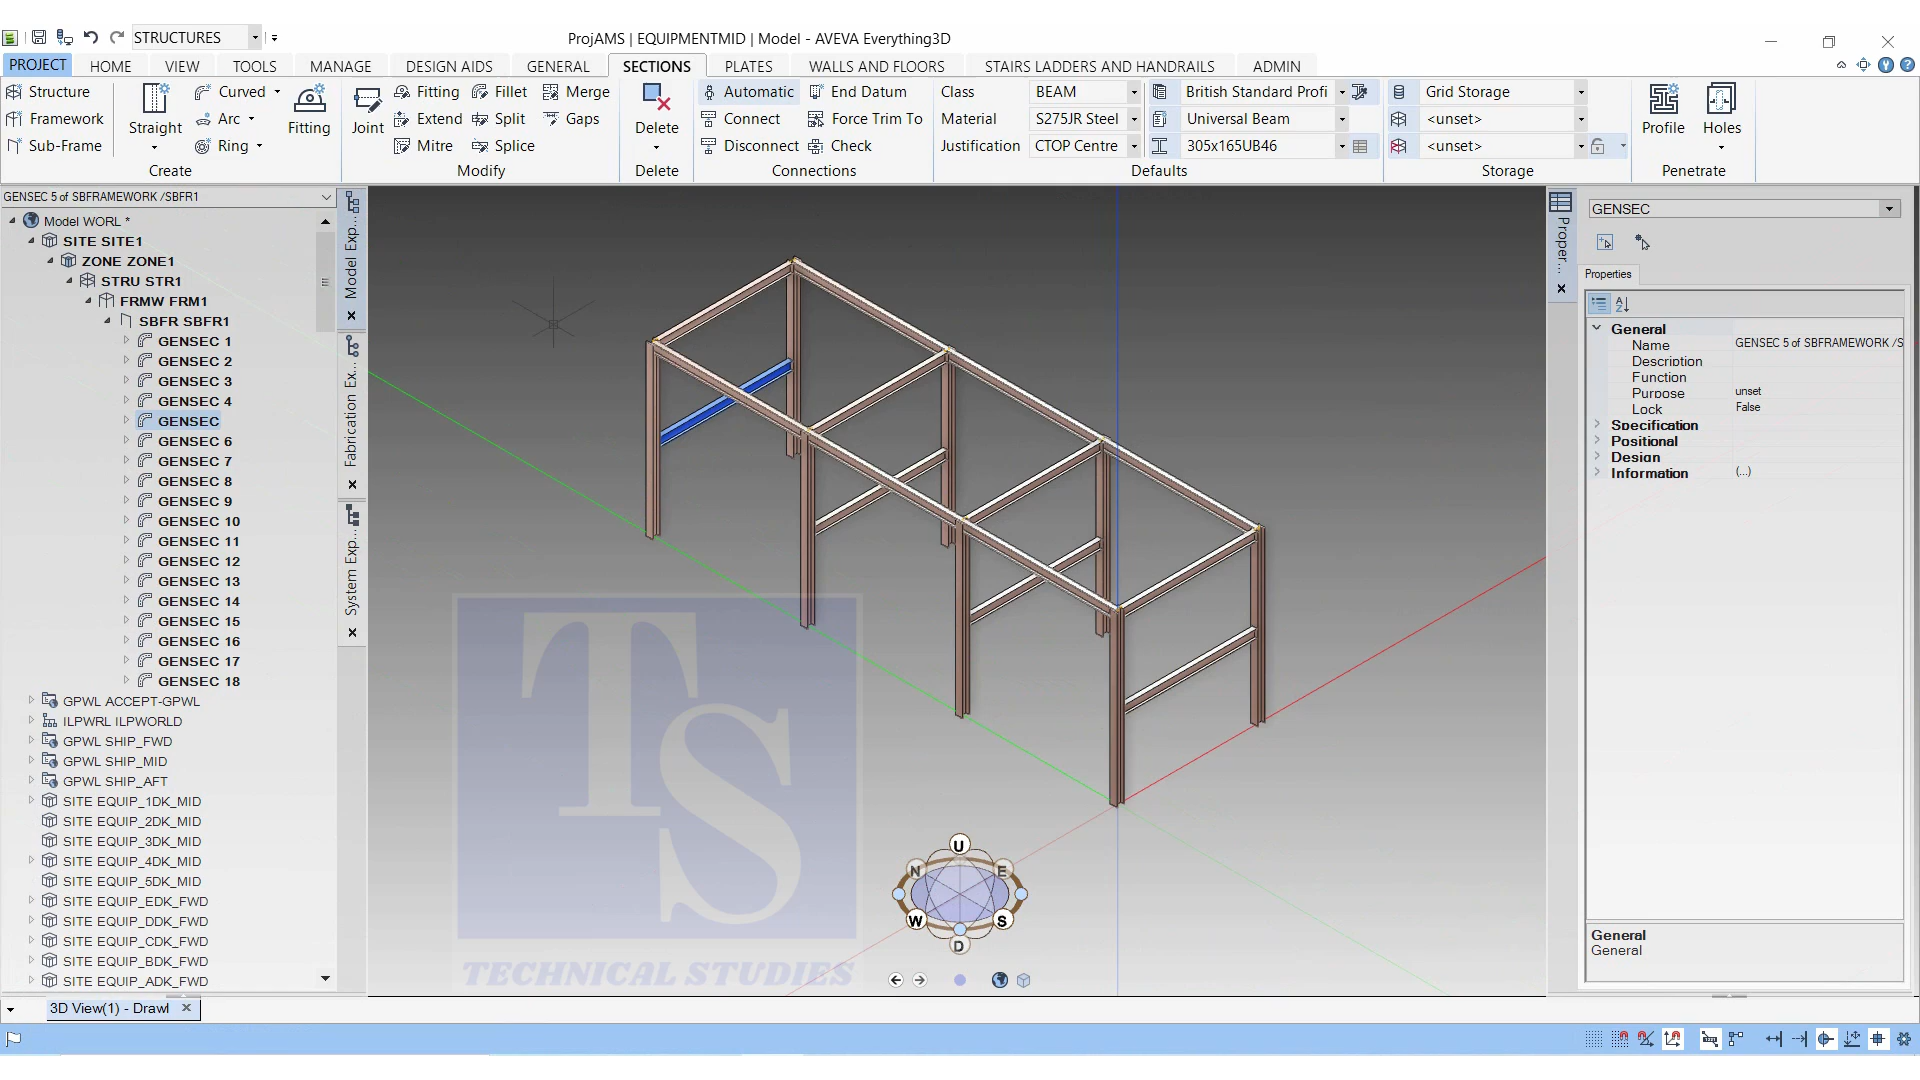 STRUCTURES
ProjAMS | EQUIPMENTMID | Model - AVEVA Everything3D
PROJECT HOME VIEW TOOLS MANAGE DESIGN AIDS GENERAL SECTIONS PLATES WALLS AND FLOORS STAIRS LADDERS AND HANDRAILS ADMIN
Structure
Framework
Sub-Frame
Straight
Curved
Arc
Ring
Fitting
Create
Joint
Fitting
Fillet
Merge
Extend
Split
Gaps
Mitre
Splice
Modify
Delete
Delete
Automatic
End Datum
Connect
Force Trim To
Disconnect
Check
Connections
Class BEAM
Material S275JR Steel
Justification CTOP Centre
British Standard Profi
Universal Beam
305x165UB46
Defaults
Grid Storage
<unset>
<unset>
Storage
Profile
Holes
Penetrate
GENSEC 5 of SBFRAMEWORK /SBFR1
Model WORL *
SITE SITE1
ZONE ZONE1
STRU STR1
FRMW FRM1
SBFR SBFR1
GENSEC 1
GENSEC 2
GENSEC 3
GENSEC 4
GENSEC
GENSEC 6
GENSEC 7
GENSEC 8
GENSEC 9
GENSEC 10
GENSEC 11
GENSEC 12
GENSEC 13
GENSEC 14
GENSEC 15
GENSEC 16
GENSEC 17
GENSEC 18
GPWL ACCEPT-GPWL
ILPWRL ILPWORLD
GPWL SHIP_FWD
GPWL SHIP_MID
GPWL SHIP_AFT
SITE EQUIP_1DK_MID
SITE EQUIP_2DK_MID
SITE EQUIP_3DK_MID
SITE EQUIP_4DK_MID
SITE EQUIP_5DK_MID
SITE EQUIP_EDK_FWD
SITE EQUIP_DDK_FWD
SITE EQUIP_CDK_FWD
SITE EQUIP_BDK_FWD
SITE EQUIP_ADK_FWD
Model Exp...
Fabrication Ex...
System Exp...
TS
TECHNICAL STUDIES
U
N
E
W
S
D
Proper...
GENSEC
Properties
General
Name GENSEC 5 of SBFRAMEWORK /S
Description
Function
Purpose unset
Lock False
Specification
Positional
Design
Information (...)
General
General
3D View(1) - Drawl